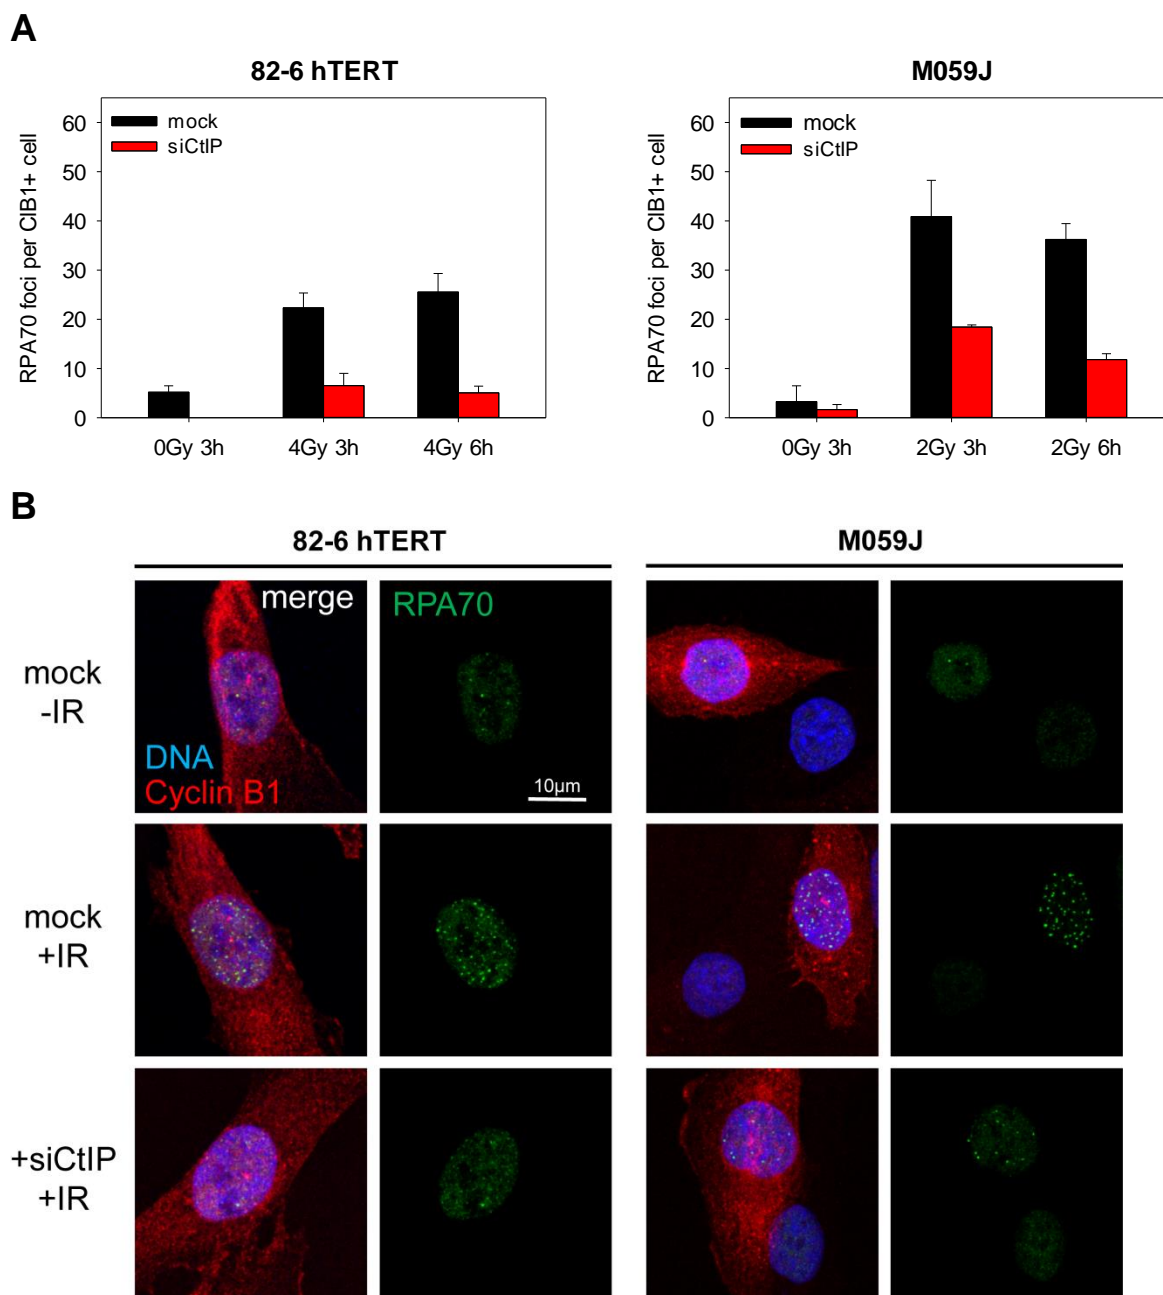 A
82-6 hTERT
RPA70 foci per ClB1+ cell
60
50
40
30
20
10
0
mock
siCtIP
0Gy 3h
4Gy 3h
4Gy 6h
M059J
RPA70 foci per ClB1+ cell
60
50
40
30
20
10
0
mock
siCtIP
0Gy 3h
2Gy 3h
2Gy 6h
B
82-6 hTERT
M059J
mock
-IR
merge
DNA
Cyclin B1
RPA70
10µm
mock
+IR
+siCtIP
+IR